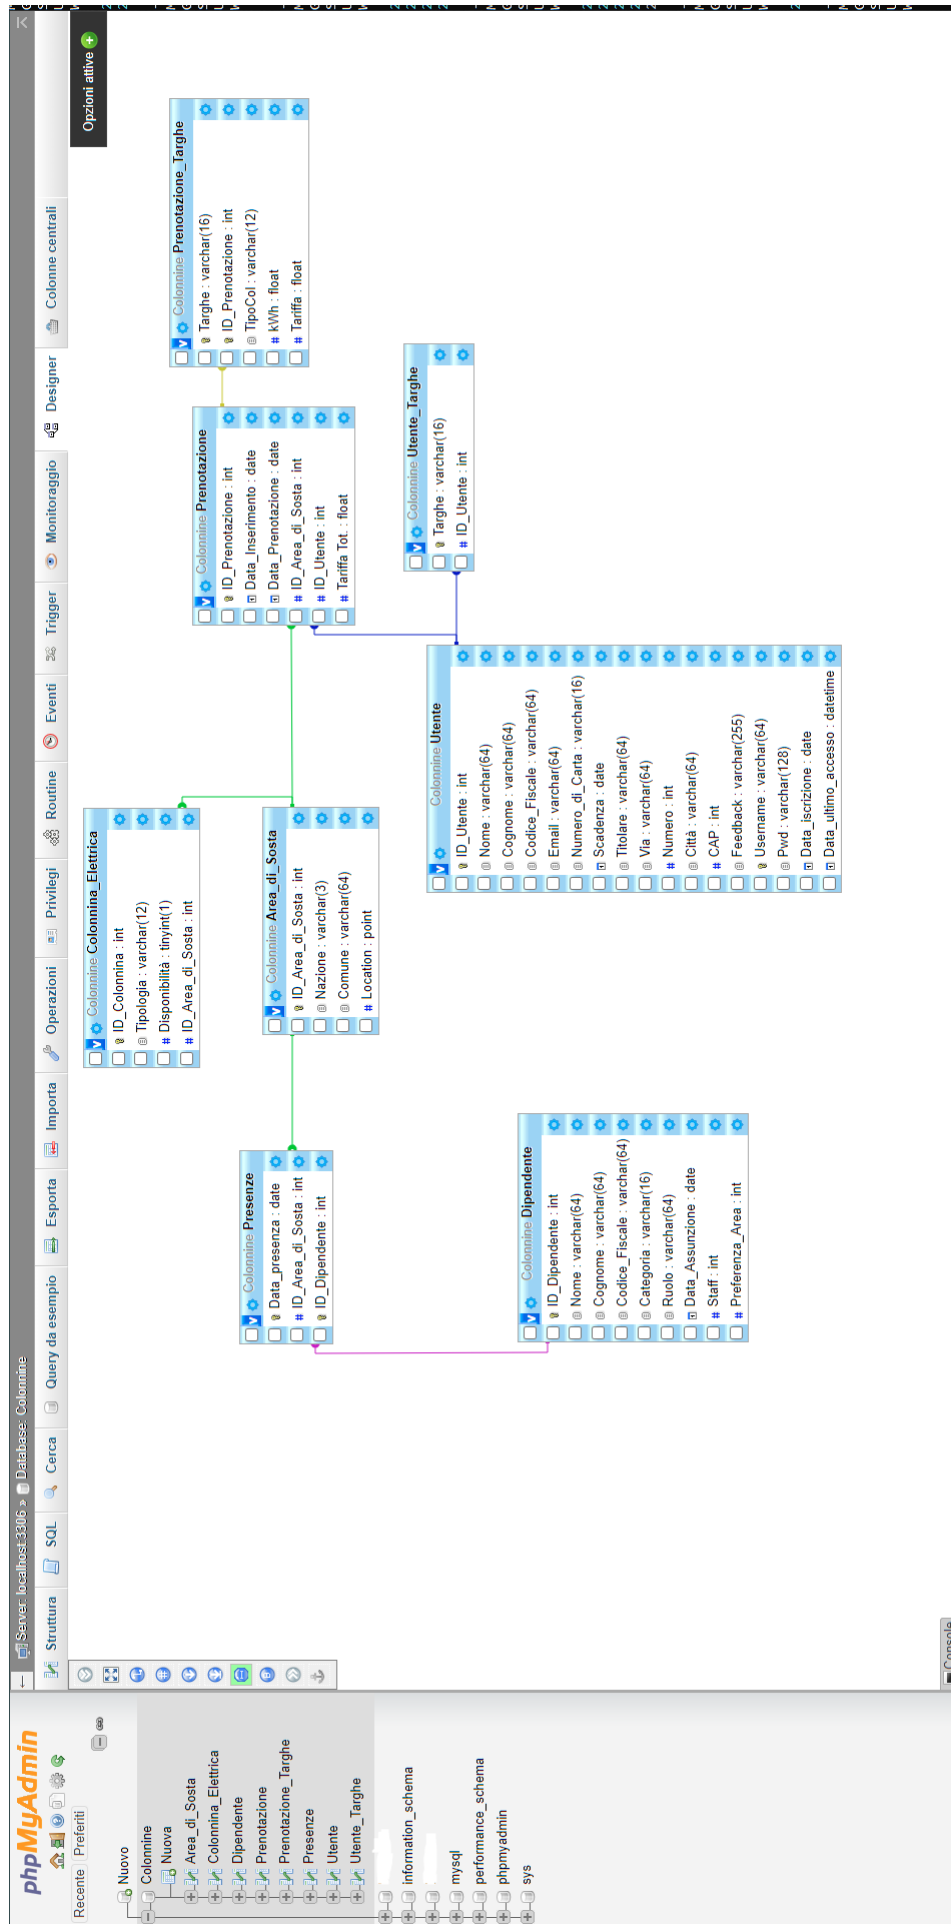 phpMyAdmin
Recente Preferiti
Nuovo
Colonnine
Nuova
Area_di_Sosta
Colonnina_Elettrica
Dipendente
Prenotazione
Prenotazione_Targhe
Presenze
Utente
Utente_Targhe
information_schema
mysql
performance_schema
phpmyadmin
sys
Server: localhost:3306 » Database: Colonnine
Struttura SQL Cerca Query da esempio Esporta Importa Operazioni Privilegi Routine Eventi Trigger Monitoraggio Designer Colonne centrali
Opzioni attive
Colonnine Colonnina_Elettrica
ID_Colonnina : int
Tipologia : varchar(12)
# Disponibilità : tinyint(1)
# ID_Area_di_Sosta : int
Colonnine Prenotazione_Targhe
Targhe : varchar(16)
ID_Prenotazione : int
TipoCol : varchar(12)
# kWh : float
# Tariffa : float
Colonnine Prenotazione
ID_Prenotazione : int
Data_Inserimento : date
Data_Prenotazione : date
# ID_Area_di_Sosta : int
# ID_Utente : int
# Tariffa Tot. : float
Colonnine Presenze
Data_presenza : date
# ID_Area_di_Sosta : int
ID_Dipendente : int
Colonnine Area_di_Sosta
ID_Area_di_Sosta : int
Nazione : varchar(3)
Comune : varchar(64)
# Location : point
Colonnine Utente_Targhe
Targhe : varchar(16)
# ID_Utente : int
Colonnine Utente
ID_Utente : int
Nome : varchar(64)
Cognome : varchar(64)
Codice_Fiscale : varchar(64)
Email : varchar(64)
Numero_di_Carta : varchar(16)
Scadenza : date
Titolare : varchar(64)
Via : varchar(64)
# Numero : int
Città : varchar(64)
# CAP : int
Feedback : varchar(255)
Username : varchar(64)
Pwd : varchar(128)
Data_iscrizione : date
Data_ultimo_accesso : datetime
Colonnine Dipendente
ID_Dipendente : int
Nome : varchar(64)
Cognome : varchar(64)
Codice_Fiscale : varchar(64)
Categoria : varchar(16)
Ruolo : varchar(64)
Data_Assunzione : date
# Staff : int
# Preferenza_Area : int
Console